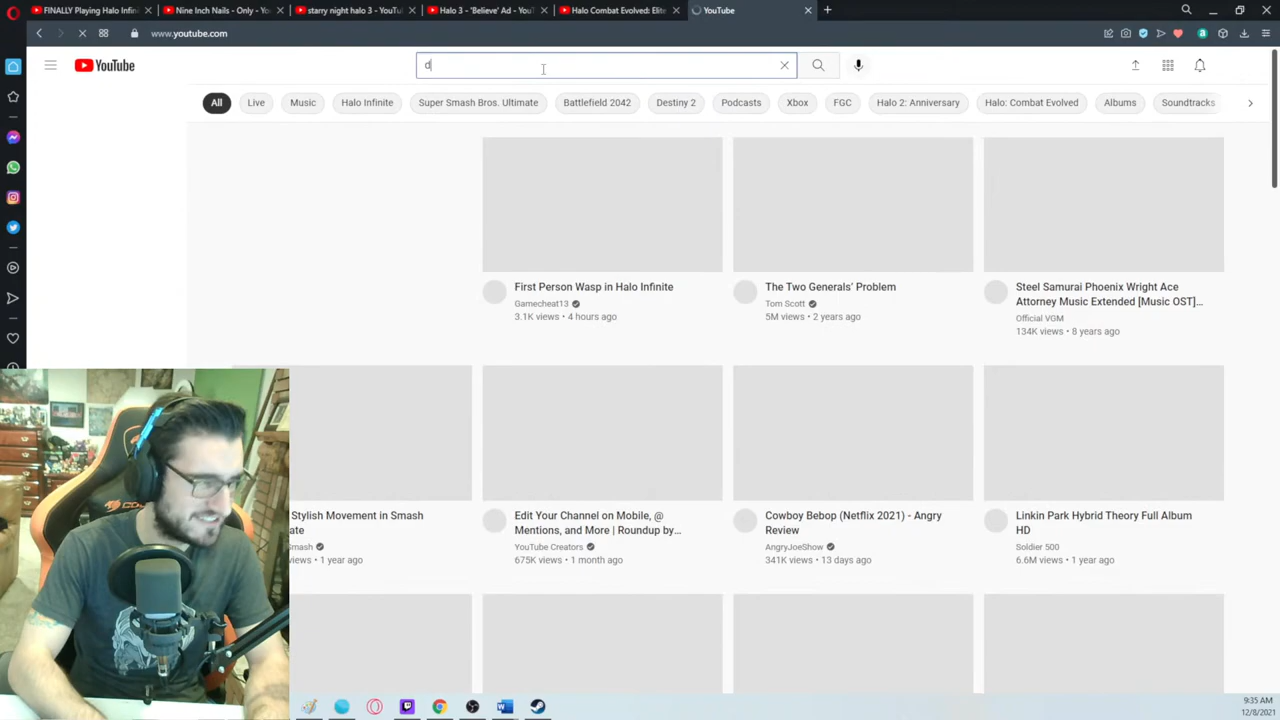 FINALLY Playing Halo Infin
Nine Inch Nails - Only - Yo
starry night halo 3 - YouTu
Halo 3 - 'Believe' Ad - YouT
Halo Combat Evolved: Elite
YouTube
www.youtube.com
YouTube
d
All
Live
Music
Halo Infinite
Super Smash Bros. Ultimate
Battlefield 2042
Destiny 2
Podcasts
Xbox
FGC
Halo 2: Anniversary
Halo: Combat Evolved
Albums
Soundtracks
First Person Wasp in Halo Infinite
Gamecheat13
3.1K views • 4 hours ago
The Two Generals' Problem
Tom Scott
5M views • 2 years ago
Steel Samurai Phoenix Wright Ace
Attorney Music Extended [Music OST]...
Official VGM
134K views • 8 years ago
Stylish Movement in Smash
ate
mash
views • 1 year ago
Edit Your Channel on Mobile, @
Mentions, and More | Roundup by...
YouTube Creators
675K views • 1 month ago
Cowboy Bebop (Netflix 2021) - Angry
Review
AngryJoeShow
341K views • 13 days ago
Linkin Park Hybrid Theory Full Album
HD
Soldier 500
6.6M views • 1 year ago
9:35 AM
12/8/2021